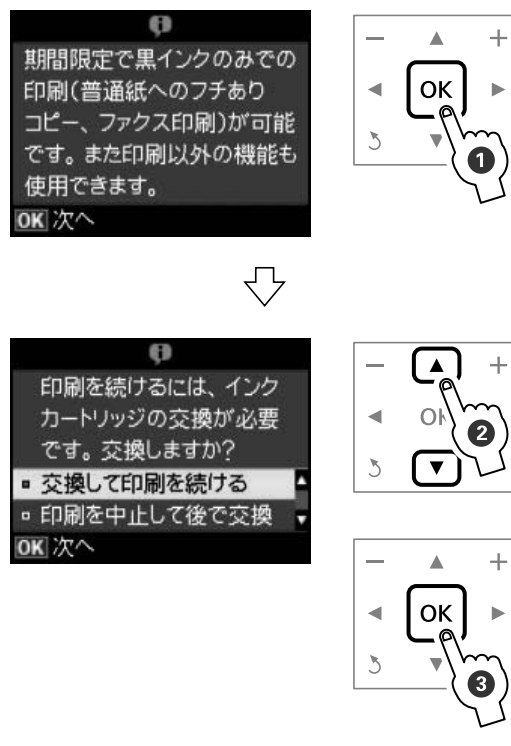 期間限定で黒インクのみでの
印刷(普通紙へのフチあり
コピー、ファクス印刷)が可能
です。また印刷以外の機能も
使用できます。
OK 次へ
OK
1
印刷を続けるには、インク
カートリッジの交換が必要
です。交換しますか?
交換して印刷を続ける
印刷を中止して後で交換
OK 次へ
OK
2
OK
3